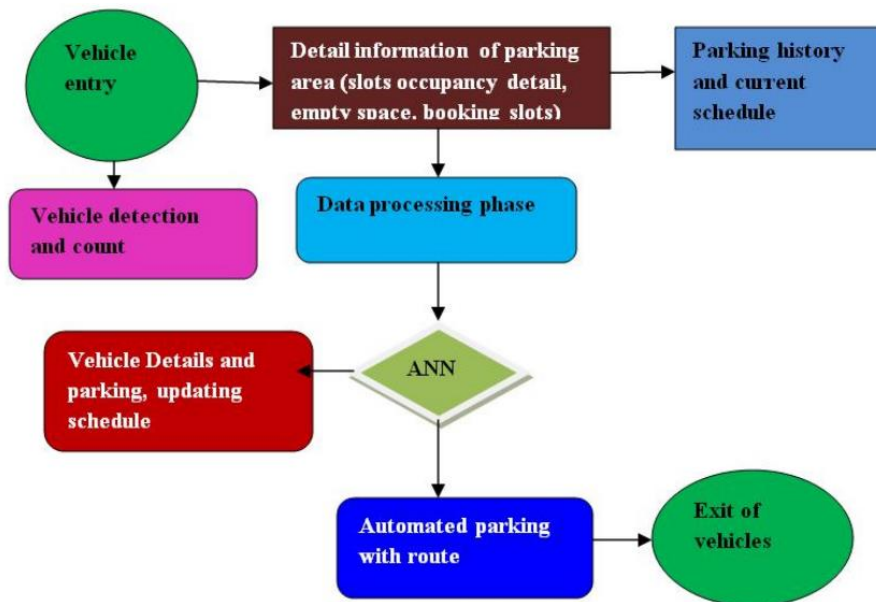 Vehicle
entry
Detail information of parking
area (slots occupancy detail,
empty space, booking slots)
Parking history
and current
schedule
Vehicle detection
and count
Data processing phase
Vehicle Details and
parking, updating
schedule
ANN
Automated parking
with route
Exit of
vehicles